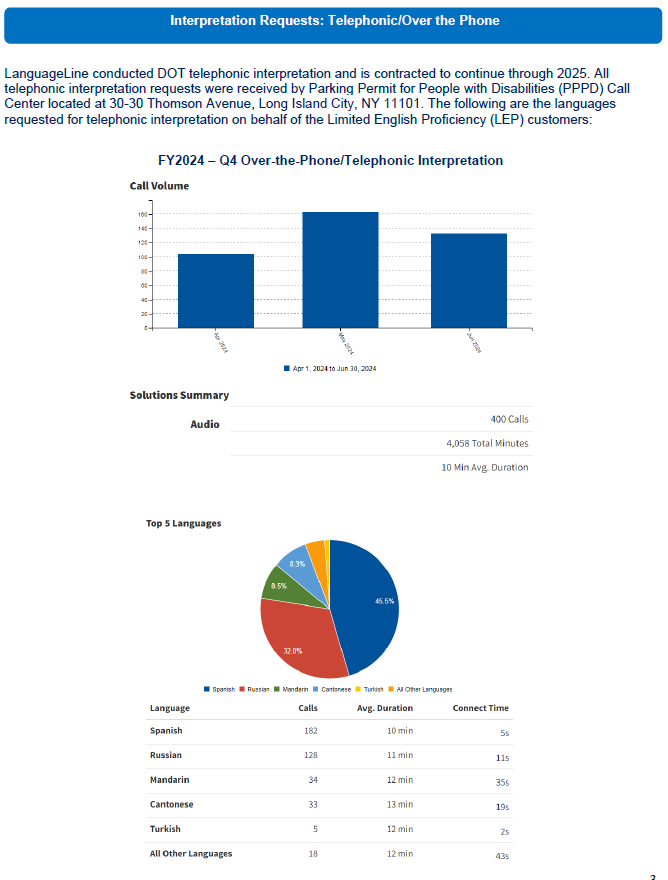 Interpretation Requests: Telephonic/Over the Phone
LanguageLine conducted DOT telephonic interpretation and is contracted to continue through 2025. All
telephonic interpretation requests were received by Parking Permit for People with Disabilities (PPPD) Call
Center located at 30-30 Thomson Avenue, Long Island City, NY 11101. The following are the languages
requested for telephonic interpretation on behalf of the Limited English Proficiency (LEP) customers:
FY2024 – Q4 Over-the-Phone/Telephonic Interpretation
Call Volume
160
140
120
100
80
60
40
20
0
Apr 2024 May 2024 Jun 2024
Apr 1, 2024 to Jun 30, 2024
Solutions Summary
Audio 400 Calls
4,058 Total Minutes
10 Min Avg. Duration
Top 5 Languages
8.3%
8.5%
45.5%
32.0%
Spanish Russian Mandarin Cantonese Turkish All Other Languages
Language Calls Avg. Duration Connect Time
Spanish 182 10 min 5s
Russian 128 11 min 11s
Mandarin 34 12 min 35s
Cantonese 33 13 min 19s
Turkish 5 12 min 2s
All Other Languages 18 12 min 43s
3